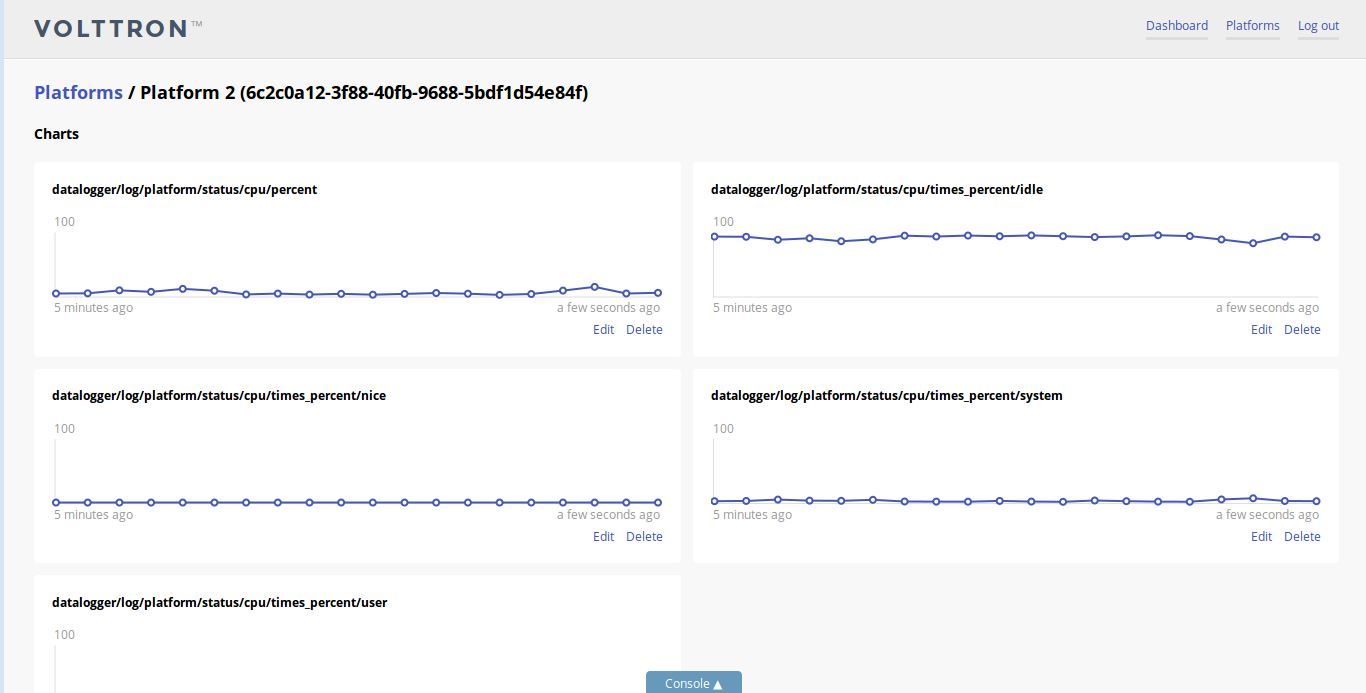 VOLTTRON™
Dashboard Platforms Log out
Platforms / Platform 2 (6c2c0a12-3f88-40fb-9688-5bdf1d54e84f)
Charts
datalogger/log/platform/status/cpu/percent
100
5 minutes ago a few seconds ago
Edit Delete
datalogger/log/platform/status/cpu/times_percent/idle
100
5 minutes ago a few seconds ago
Edit Delete
datalogger/log/platform/status/cpu/times_percent/nice
100
5 minutes ago a few seconds ago
Edit Delete
datalogger/log/platform/status/cpu/times_percent/system
100
5 minutes ago a few seconds ago
Edit Delete
datalogger/log/platform/status/cpu/times_percent/user
100
Console ▲